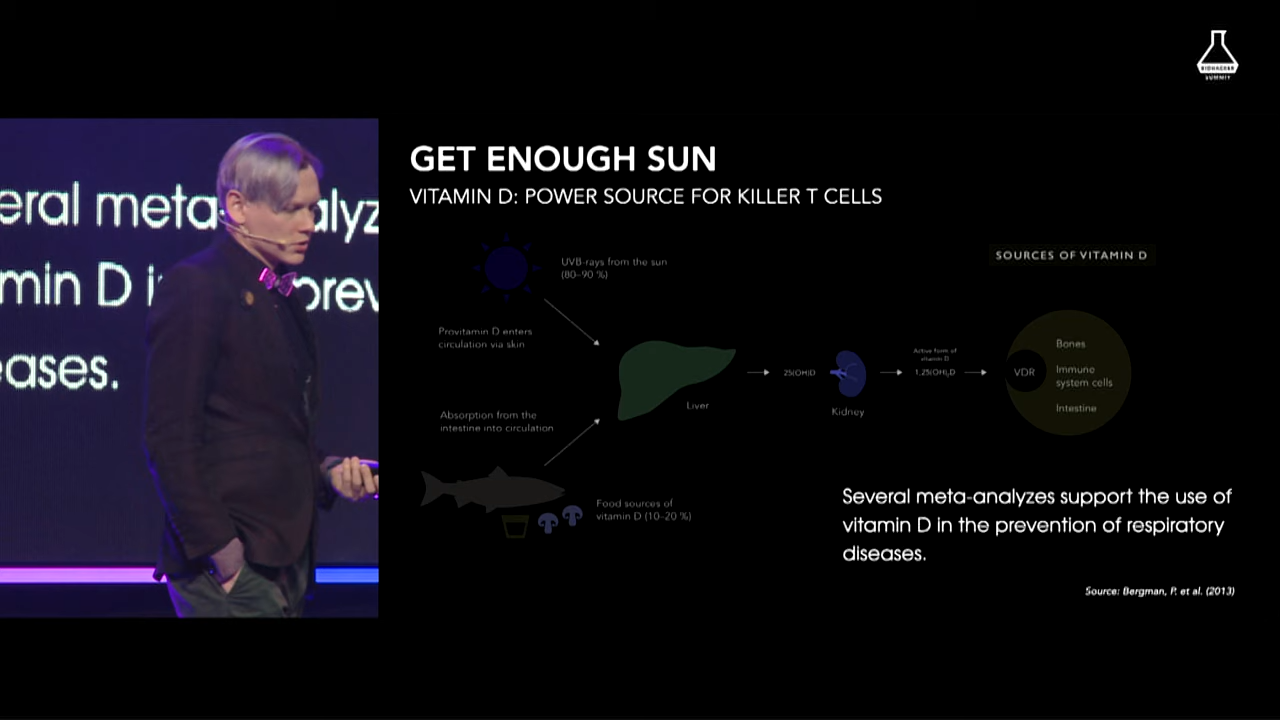 BIOHACKER
SUMMIT
GET ENOUGH SUN
VITAMIN D: POWER SOURCE FOR KILLER T CELLS
eral meta- alyz
min D i prev
eases.
SOURCES OF VITAMIN D
UVB-rays from the sun
(80–90 %)
Provitamin D enters
circulation via skin
Absorption from the
intestine into circulation
Food sources of
vitamin D (10–20 %)
Liver
25(OH)D
Kidney
Active form of
vitamin D
1,25(OH)₂D
VDR
Bones
Immune
system cells
Intestine
Several meta-analyzes support the use of
vitamin D in the prevention of respiratory
diseases.
Source: Bergman, P. et al. (2013)